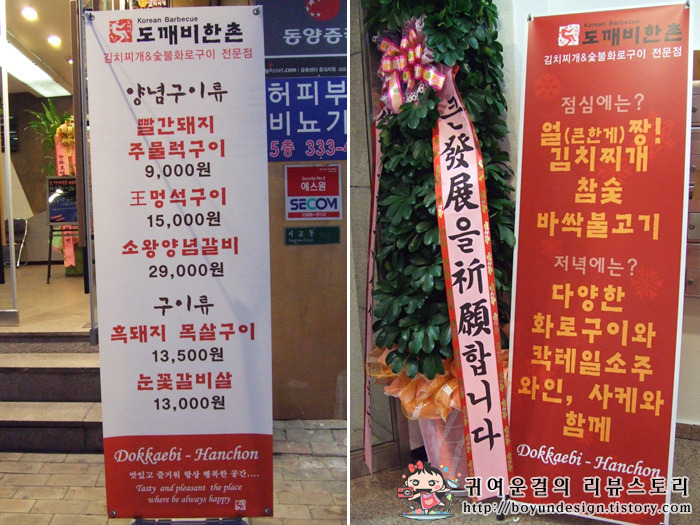 Korean Barbecue
도깨비한촌
김치찌개&숯불화로구이 전문점
양념구이류
빨간돼지
주물럭구이
9,000원
王멍석구이
15,000원
소왕양념갈비
29,000원
구이류
흑돼지 목살구이
13,500원
눈꽃갈비살
13,000원
Dokkaebi - Hanchon
맛있고 즐거워 항상 행복한 공간....
Tasty and pleasant the place
where be always happy
동양증
허피부
비뇨기
5층 333-4
에스원
SECOM
1588-3112
서교동
큰 發展을 祈願합니다
Korean Barbecue
도깨비한촌
김치찌개&숯불화로구이 전문점
점심에는?
얼(큰한게) 짱!
김치찌개
참숯
바싹불고기
저녁에는?
다양한
화로구이와
칵테일소주
와인, 사케와
함께
Dokkaebi - Hanchon
귀여운걸의 리뷰스토리
http://boyundesign.tistory.com